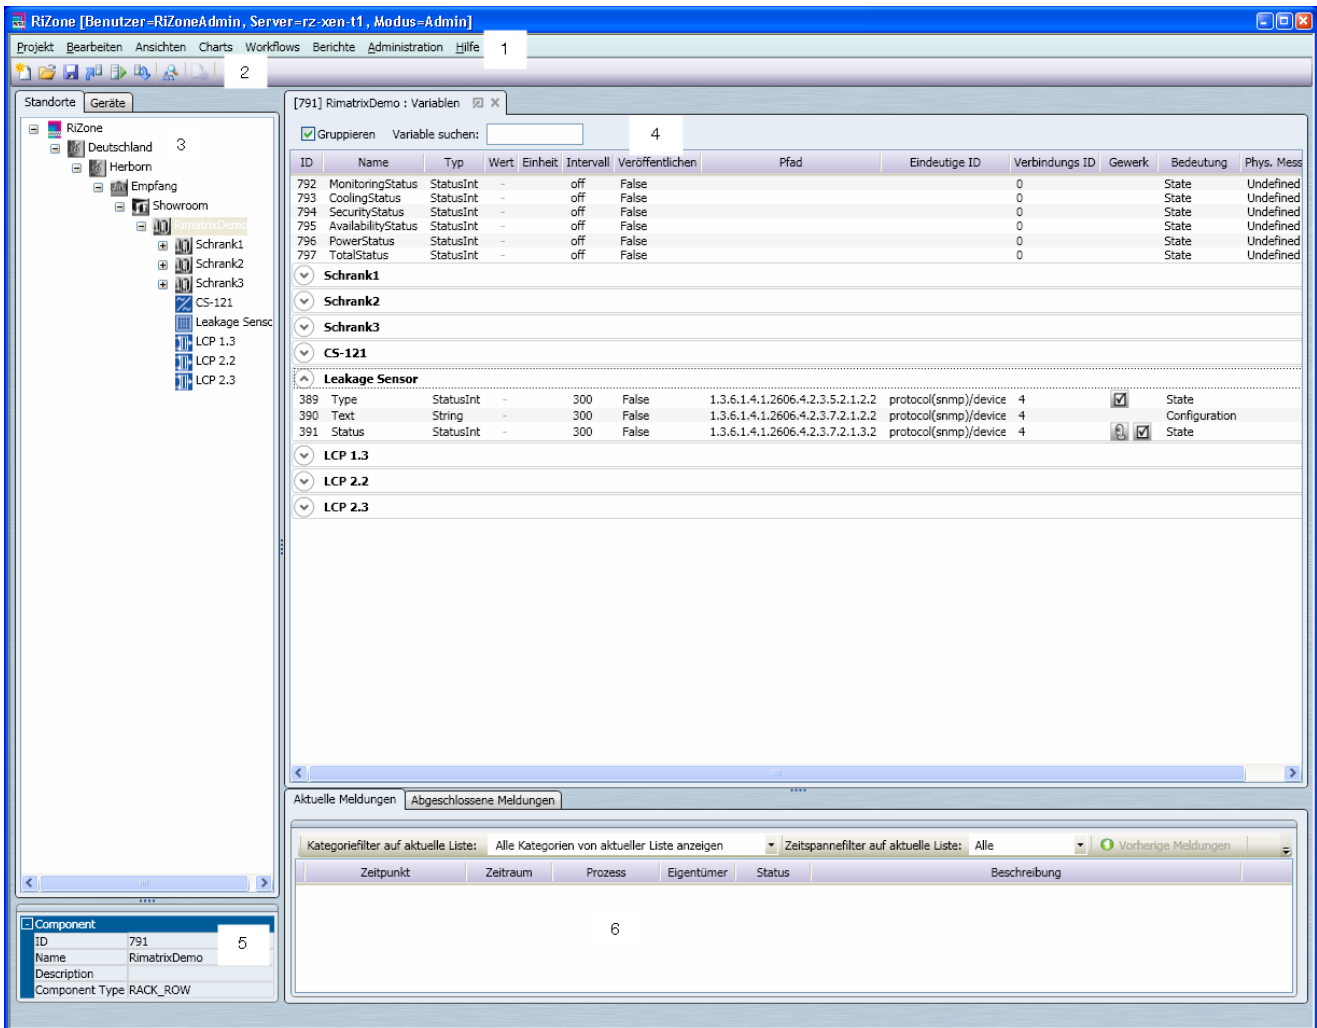 RiZone [Benutzer=RiZoneAdmin, Server=rz-xen-t1, Modus=Admin]
Projekt Bearbeiten Ansichten Charts Workflows Berichte Administration Hilfe 1
2
Standorte Geräte
RiZone
3
Deutschland
Herborn
Empfang
Showroom
RimatrixDemo
Schrank1
Schrank2
Schrank3
CS-121
Leakage Sensc
LCP 1.3
LCP 2.2
LCP 2.3
[791] RimatrixDemo : Variablen
Gruppieren Variable suchen: 4
ID Name Typ Wert Einheit Intervall Veröffentlichen Pfad Eindeutige ID Verbindungs ID Gewerk Bedeutung Phys. Mess
792 MonitoringStatus StatusInt - off False 0 State Undefined
793 CoolingStatus StatusInt - off False 0 State Undefined
794 SecurityStatus StatusInt - off False 0 State Undefined
795 AvailabilityStatus StatusInt - off False 0 State Undefined
796 PowerStatus StatusInt - off False 0 State Undefined
797 TotalStatus StatusInt - off False 0 State Undefined
Schrank1
Schrank2
Schrank3
CS-121
Leakage Sensor
389 Type StatusInt - 300 False 1.3.6.1.4.1.2606.4.2.3.5.2.1.2.2 protocol(snmp)/device 4 State
390 Text String - 300 False 1.3.6.1.4.1.2606.4.2.3.7.2.1.2.2 protocol(snmp)/device 4 Configuration
391 Status StatusInt - 300 False 1.3.6.1.4.1.2606.4.2.3.7.2.1.3.2 protocol(snmp)/device 4 State
LCP 1.3
LCP 2.2
LCP 2.3
Aktuelle Meldungen Abgeschlossene Meldungen
Kategoriefilter auf aktuelle Liste: Alle Kategorien von aktueller Liste anzeigen Zeitspannefilter auf aktuelle Liste: Alle Vorherige Meldungen
Zeitpunkt Zeitraum Prozess Eigentümer Status Beschreibung
6
Component
ID 791 5
Name RimatrixDemo
Description
Component Type RACK_ROW